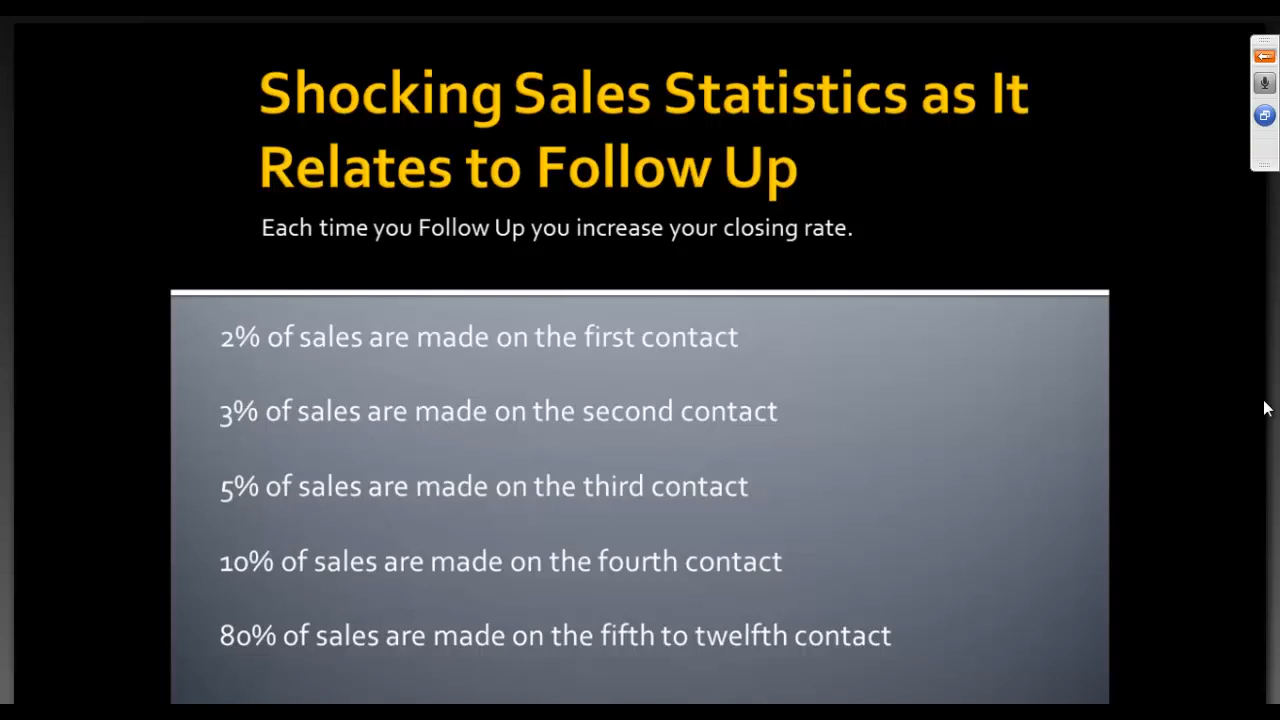 Shocking Sales Statistics as It
Relates to Follow Up
Each time you Follow Up you increase your closing rate.
2% of sales are made on the first contact
3% of sales are made on the second contact
5% of sales are made on the third contact
10% of sales are made on the fourth contact
80% of sales are made on the fifth to twelfth contact